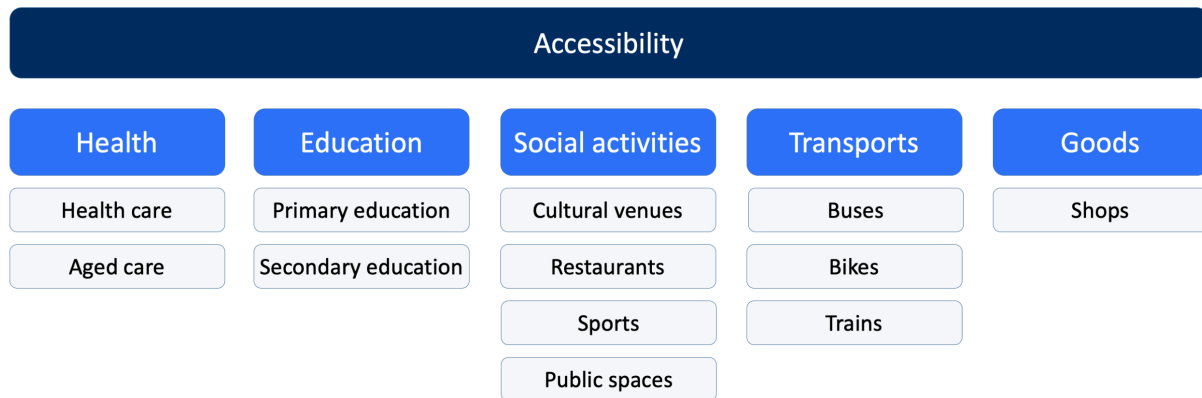 Accessibility
Health
Education
Social activities
Transports
Goods
Health care
Primary education
Cultural venues
Buses
Shops
Aged care
Secondary education
Restaurants
Bikes
Sports
Trains
Public spaces